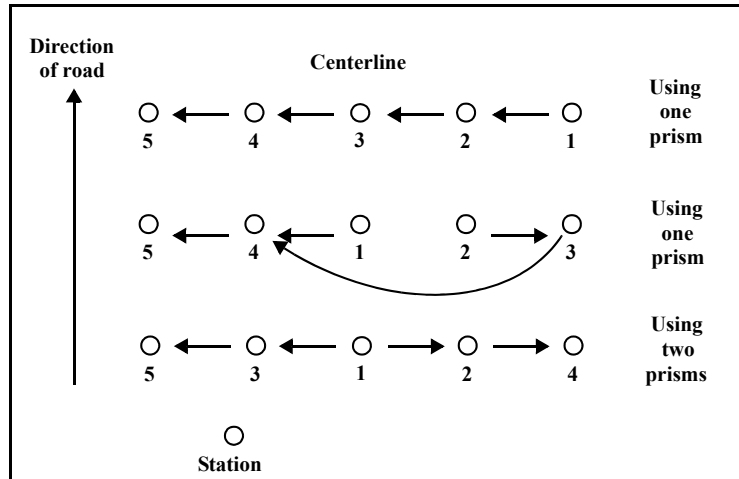 Direction
of road
Centerline
5 4 3 2 1
Using
one
prism
5 4 1 2 3
Using
one
prism
5 3 1 2 4
Using
two
prisms
Station